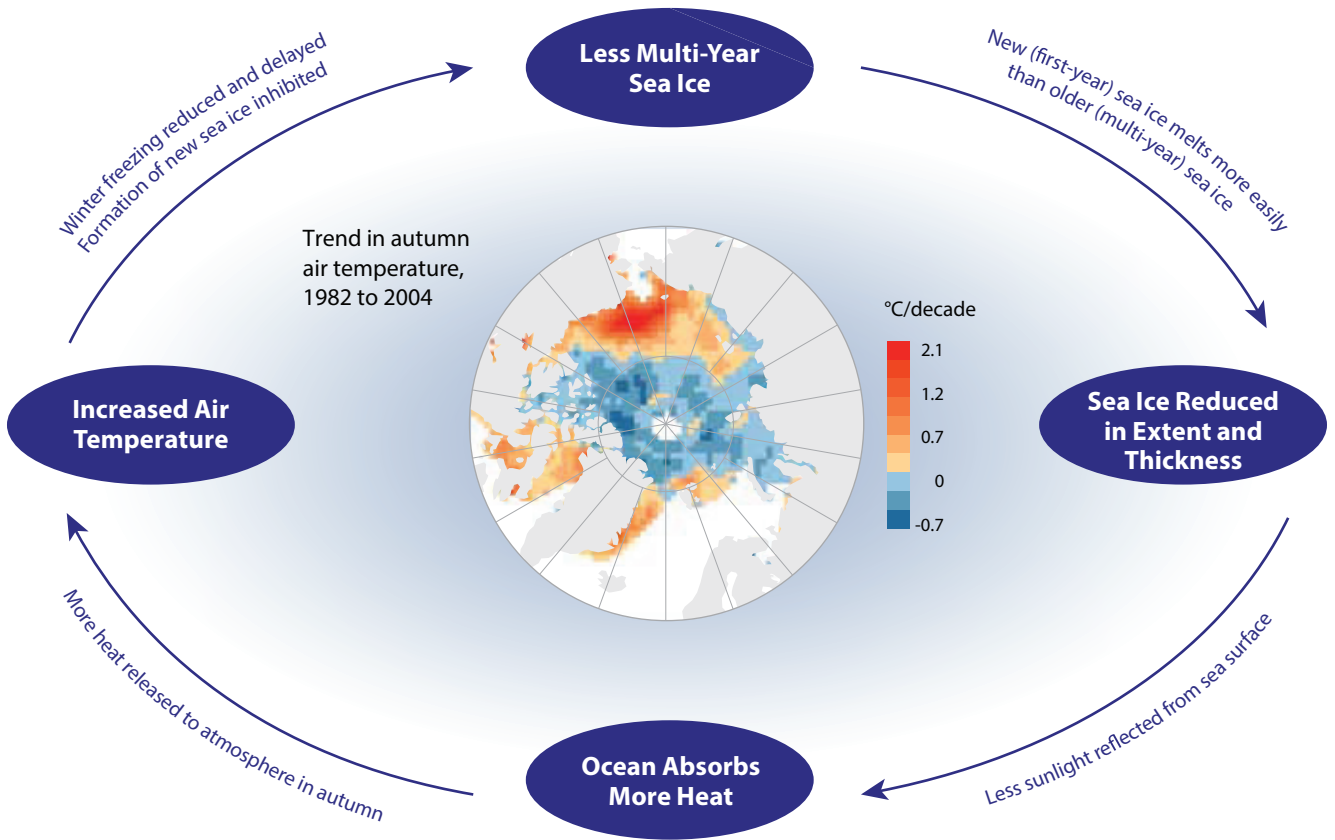 Less Multi-Year
Sea Ice
New (first-year) sea ice melts more easily
than older (multi-year) sea ice
Sea Ice Reduced
in Extent and
Thickness
Less sunlight reflected from sea surface
Ocean Absorbs
More Heat
More heat released to atmosphere in autumn
Increased Air
Temperature
Winter freezing reduced and delayed
Formation of new sea ice inhibited
Trend in autumn
air temperature,
1982 to 2004
°C/decade
2.1
1.2
0.7
0
-0.7